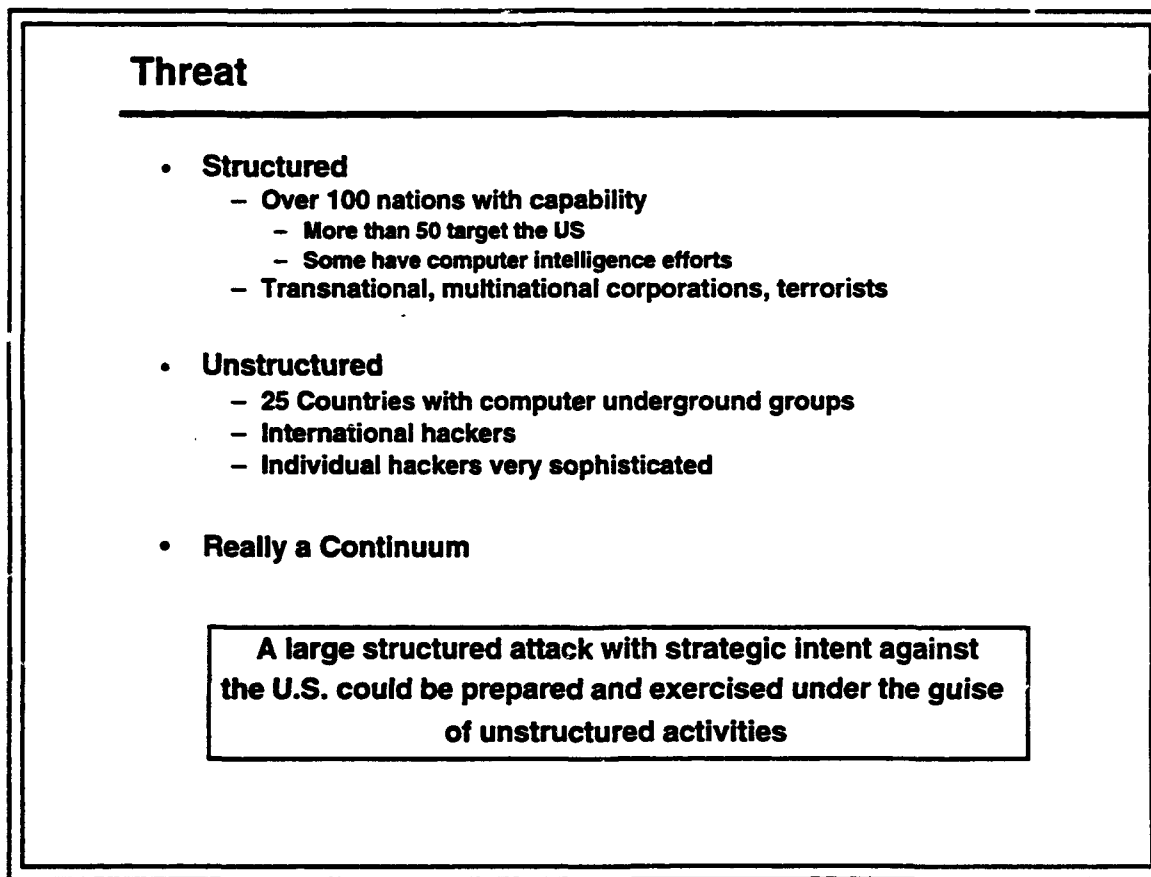 Threat
• Structured
– Over 100 nations with capability
– More than 50 target the US
– Some have computer intelligence efforts
– Transnational, multinational corporations, terrorists
• Unstructured
– 25 Countries with computer underground groups
– International hackers
– Individual hackers very sophisticated
• Really a Continuum
A large structured attack with strategic intent against
the U.S. could be prepared and exercised under the guise
of unstructured activities